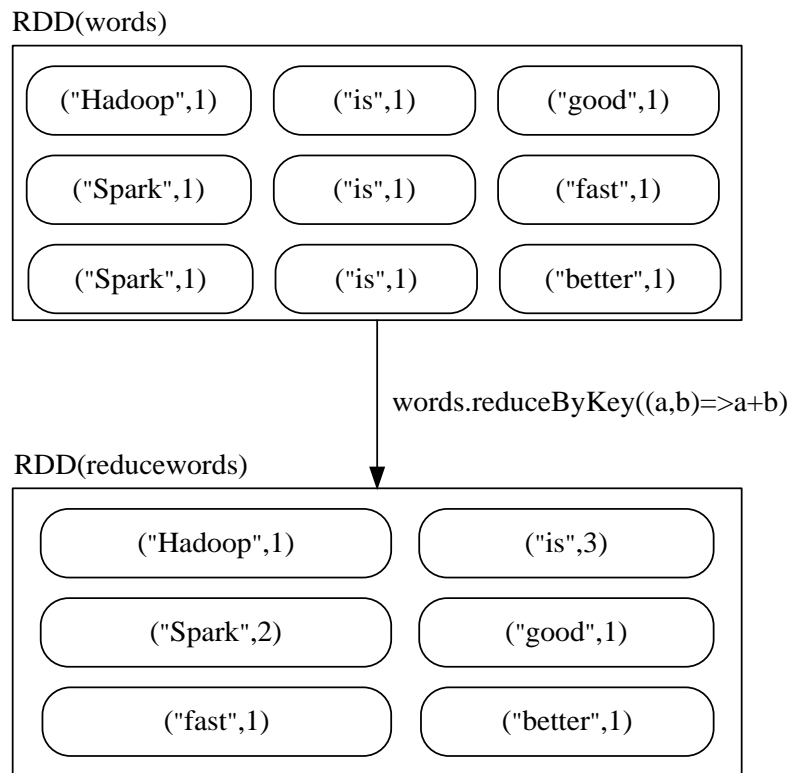 RDD(words)
("Hadoop",1) ("is",1) ("good",1)
("Spark",1) ("is",1) ("fast",1)
("Spark",1) ("is",1) ("better",1)
words.reduceByKey((a,b)=>a+b)
RDD(reducewords)
("Hadoop",1) ("is",3)
("Spark",2) ("good",1)
("fast",1) ("better",1)